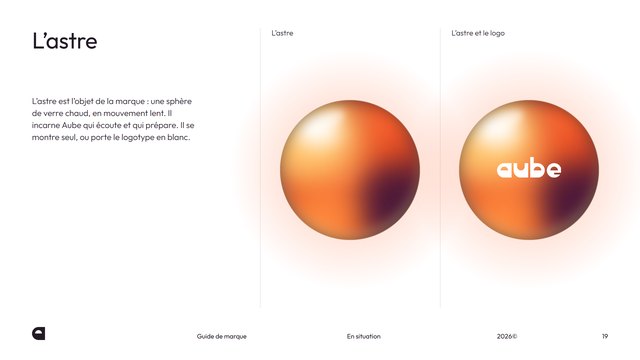 L’astre
L’astre est l’objet de la marque : une sphère
de verre chaud, en mouvement lent. Il
incarne Aube qui écoute et qui prépare. Il se
montre seul, ou porte le logotype en blanc.
L’astre
L’astre et le logo
aube
a
Guide de marque
En situation
2026©
19